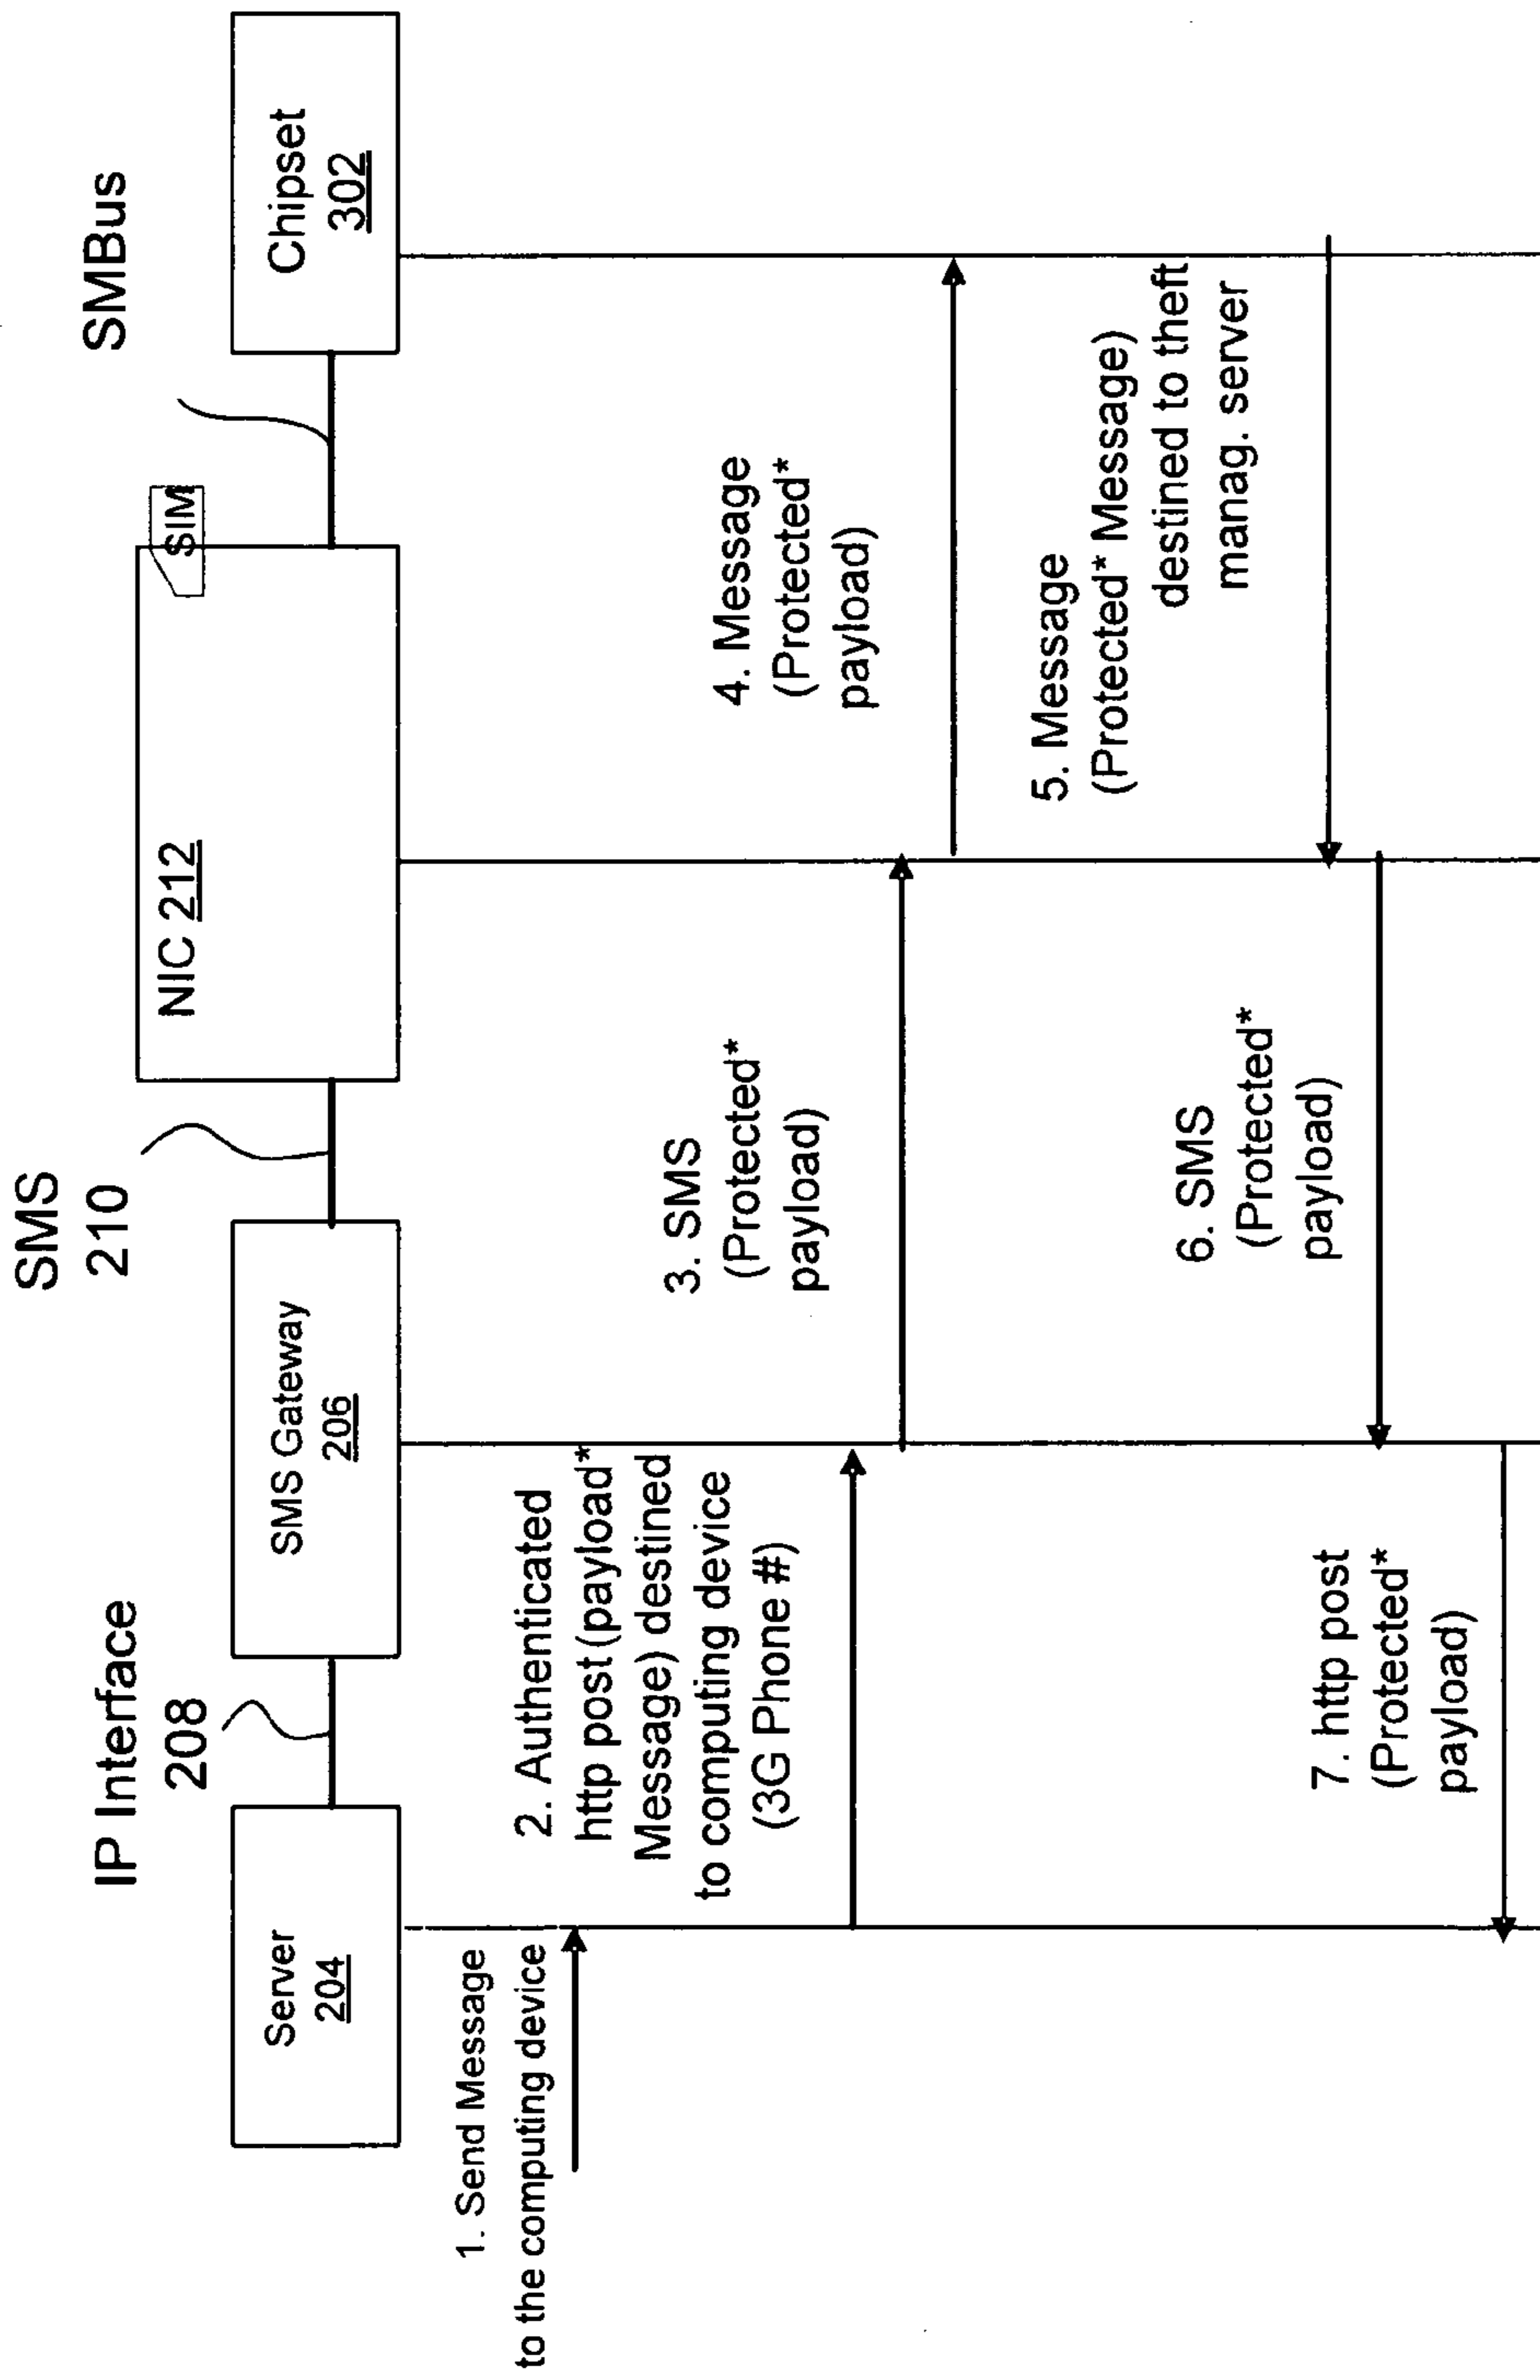 IP Interface
208
SMS
210
SMBus
Server
204
SMS Gateway
206
NIC 212
SIM
Chipset
302
1. Send Message
to the computing device
2. Authenticated
http post (payload*
Message) destined
to computing device
(3G Phone #)
3. SMS
(Protected*
payload)
4. Message
(Protected*
payload)
5. Message
(Protected* Message)
destined to theft
manag. server
6. SMS
(Protected*
payload)
7. http post
(Protected*
payload)